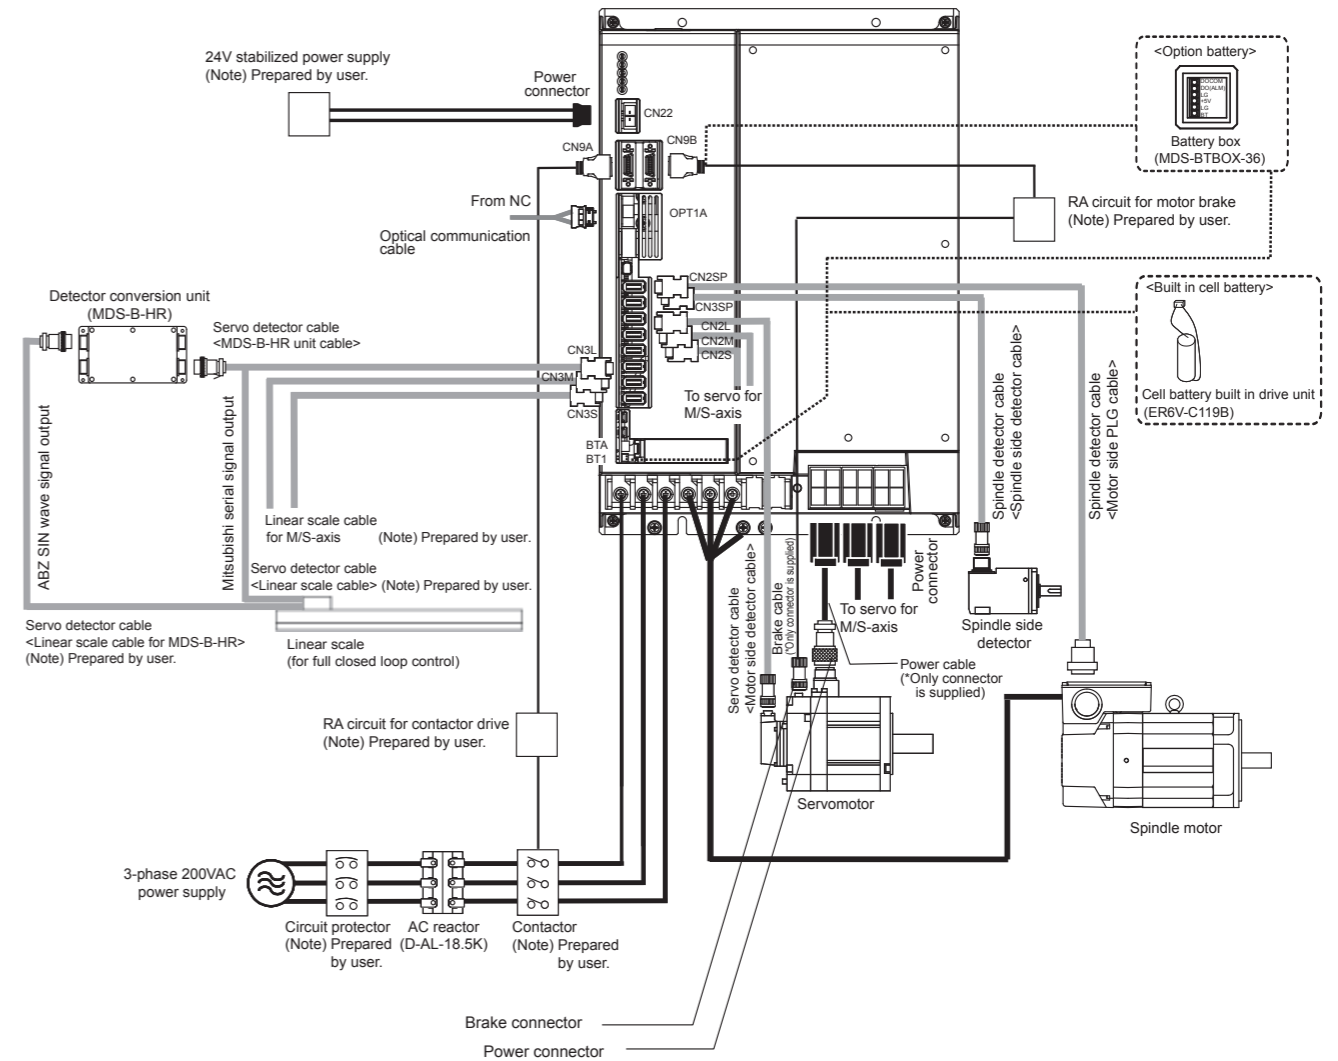 24V stabilized power supply
(Note) Prepared by user.
Power
connector
CN22
CN9A
CN9B
<Option battery>
DOCOM
DO(ALM)
LG
+5V
LG
BT
Battery box
(MDS-BTBOX-36)
From NC
Optical communication
cable
OPT1A
RA circuit for motor brake
(Note) Prepared by user.
CN2SP
CN3SP
CN2L
CN2M
CN2S
<Built in cell battery>
Cell battery built in drive unit
(ER6V-C119B)
Detector conversion unit
(MDS-B-HR)
Servo detector cable
<MDS-B-HR unit cable>
CN3L
CN3M
CN3S
To servo for
M/S-axis
BTA
BT1
ABZ SIN wave signal output
Mitsubishi serial signal output
Linear scale cable
for M/S-axis
(Note) Prepared by user.
Servo detector cable
<Linear scale cable> (Note) Prepared by user.
Servo detector cable
<Linear scale cable for MDS-B-HR>
(Note) Prepared by user.
Linear scale
(for full closed loop control)
Spindle detector cable
<Spindle side detector cable>
Spindle detector cable
<Motor side PLG cable>
Servo detector cable
<Motor side detector cable>
Brake cable
(*Only connector is supplied)
Power
connector
To servo for
M/S-axis
Power cable
(*Only connector
is supplied)
Spindle side
detector
RA circuit for contactor drive
(Note) Prepared by user.
Servomotor
Spindle motor
3-phase 200VAC
power supply
Circuit protector
(Note) Prepared
by user.
AC reactor
(D-AL-18.5K)
Contactor
(Note) Prepared
by user.
Brake connector
Power connector